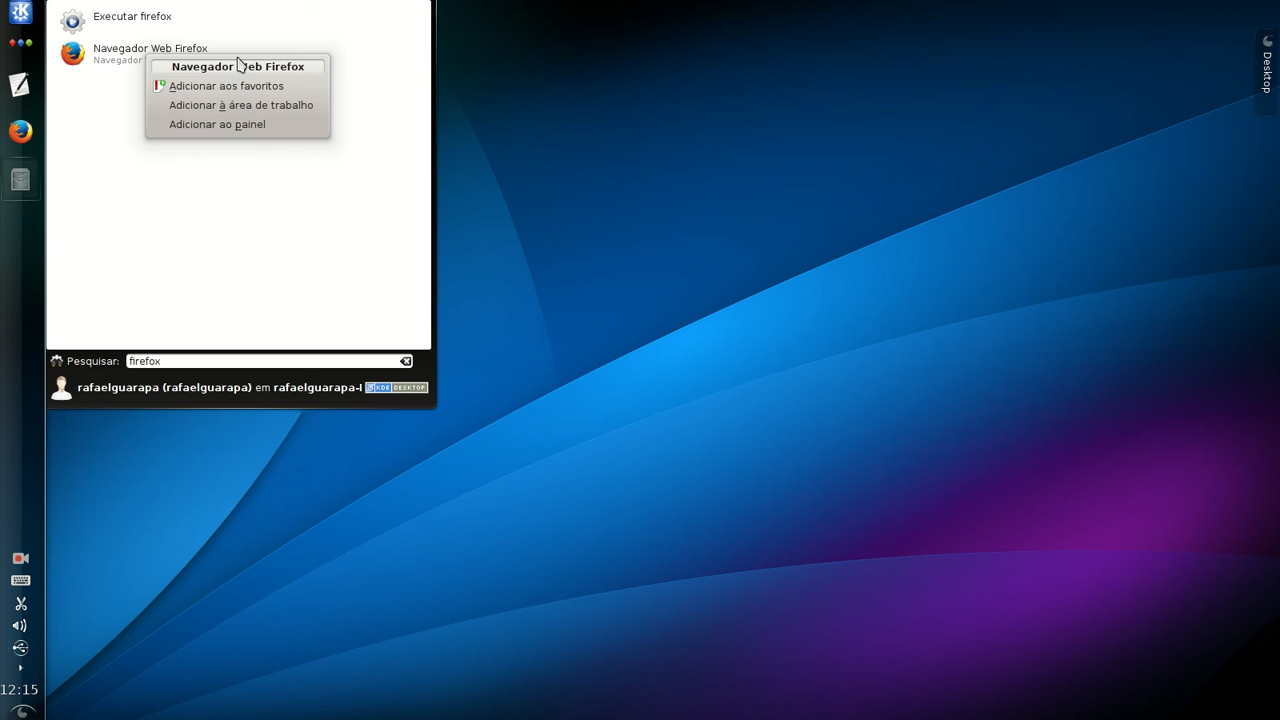 Executar firefox
Navegador Web Firefox
Navegador
Navegador Web Firefox
Adicionar aos favoritos
Adicionar à área de trabalho
Adicionar ao painel
Pesquisar: firefox
rafaelguarapa (rafaelguarapa) em rafaelguarapa-
KDE DESKTOP
12:15
Desktop